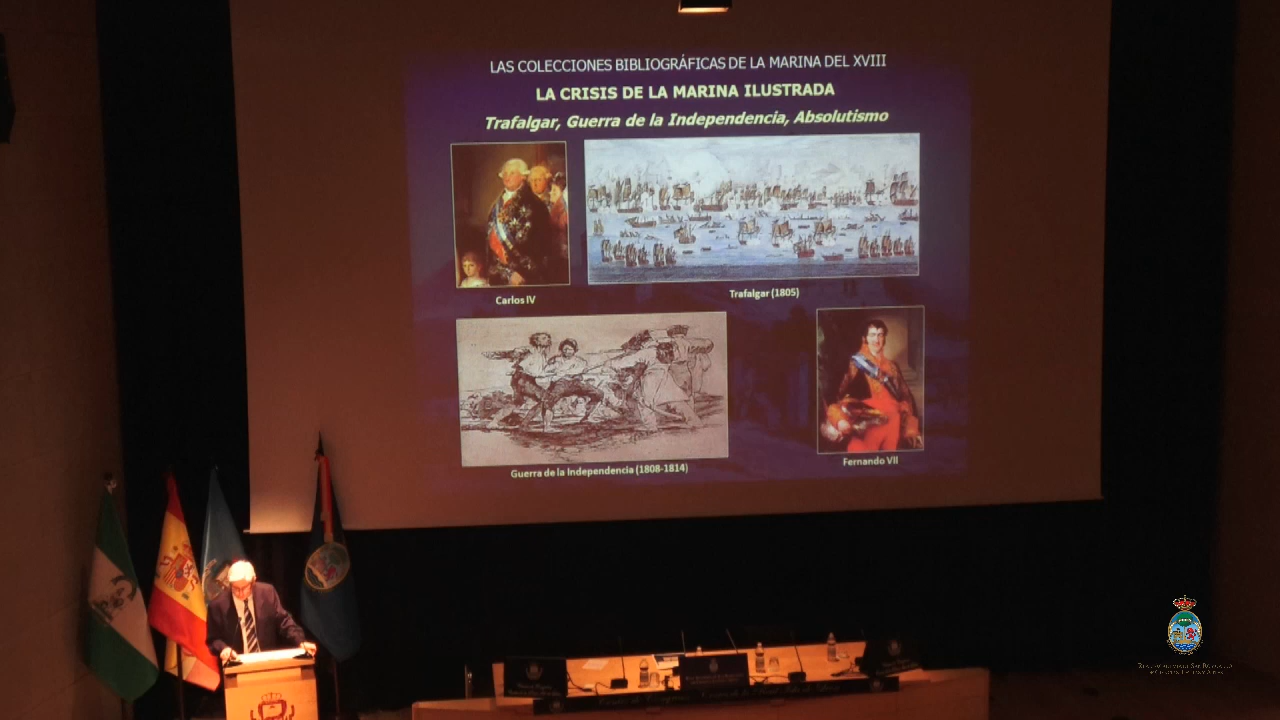 LAS COLECCIONES BIBLIOGRÁFICAS DE LA MARINA DEL XVIII
LA CRISIS DE LA MARINA ILUSTRADA
Trafalgar, Guerra de la Independencia, Absolutismo
Carlos IV
Trafalgar (1805)
Guerra de la Independencia (1808-1814)
Fernando VII